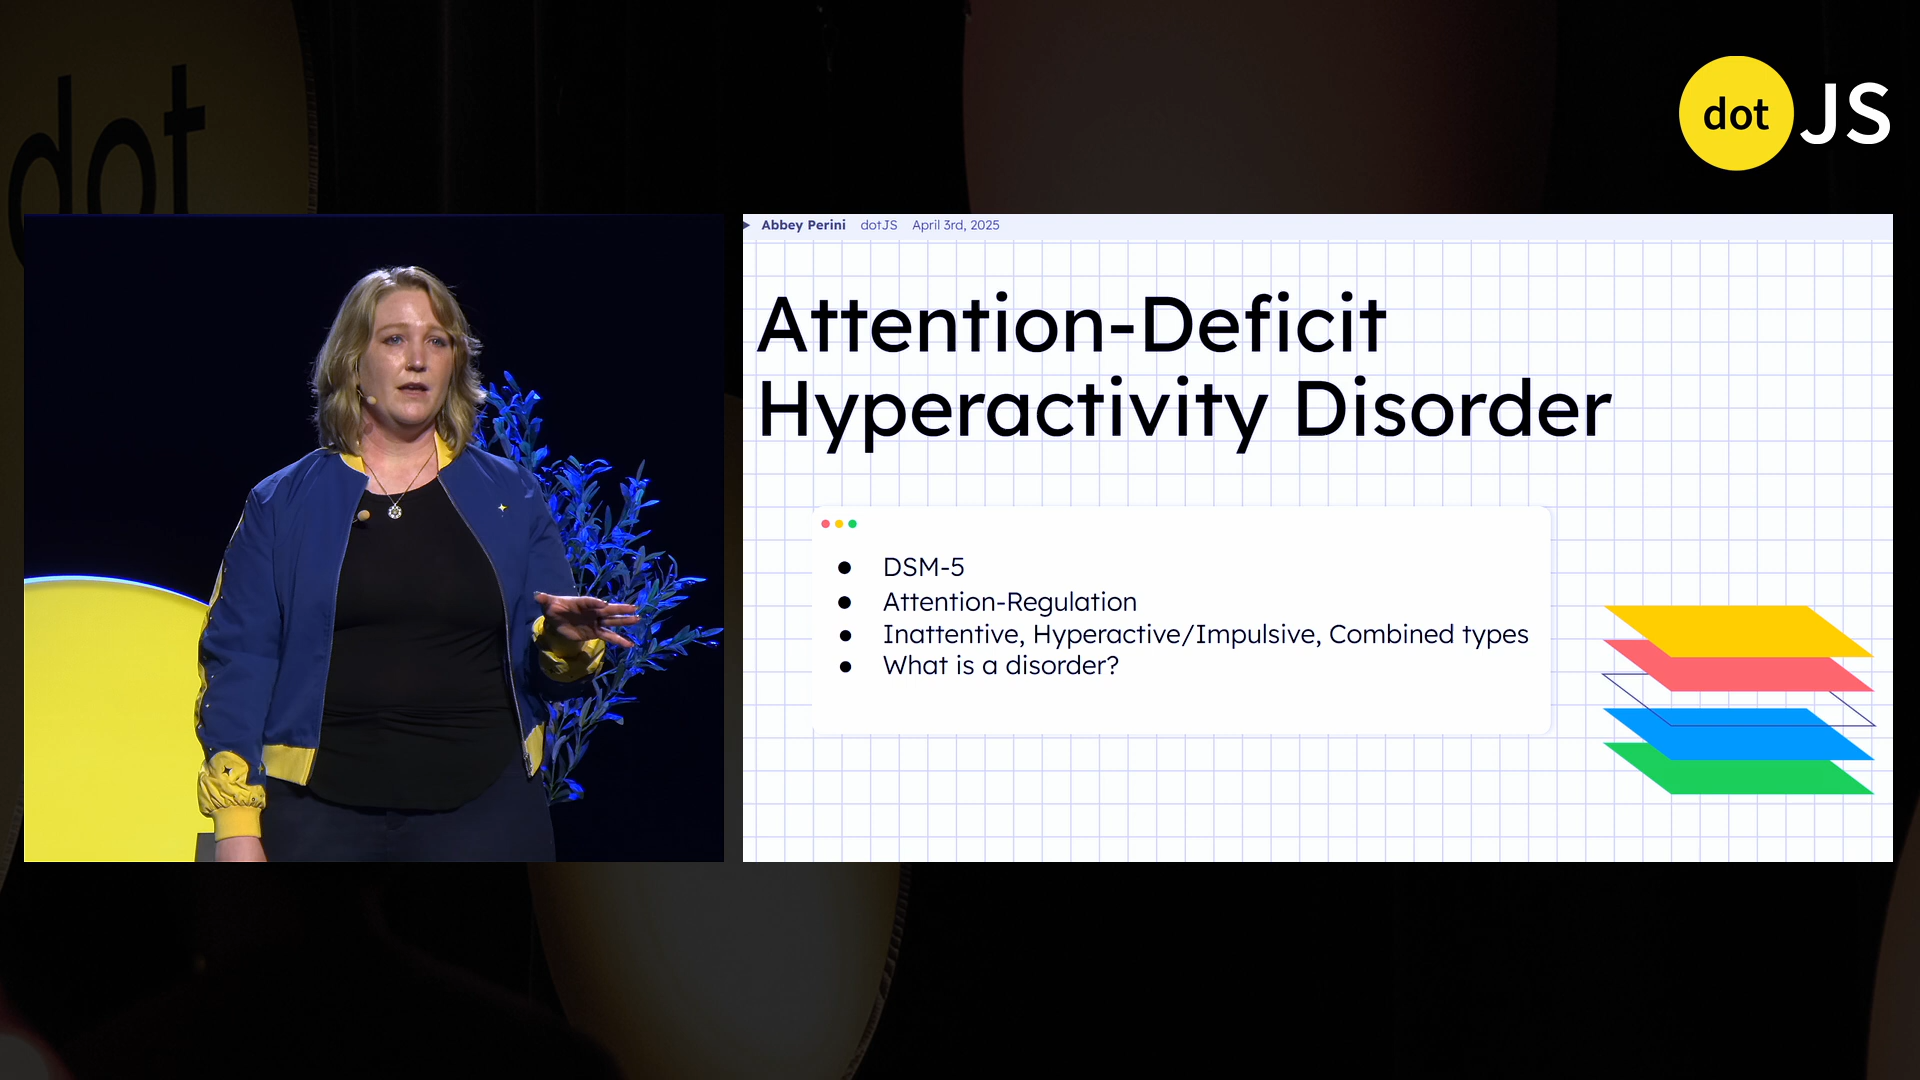 dot
dot JS
Abbey Perini dotJS April 3rd, 2025
Attention-Deficit
Hyperactivity Disorder
● DSM-5
● Attention-Regulation
● Inattentive, Hyperactive/Impulsive, Combined types
● What is a disorder?